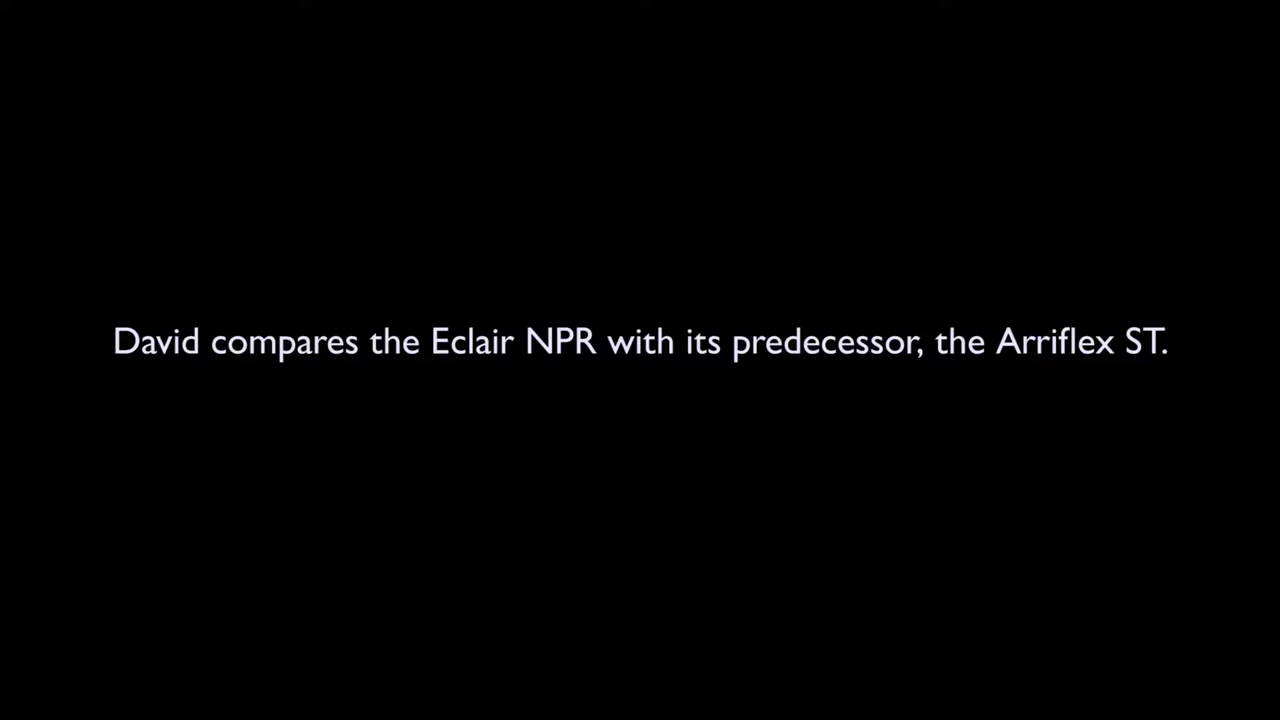 David compares the Eclair NPR with its predecessor, the Arriflex ST.